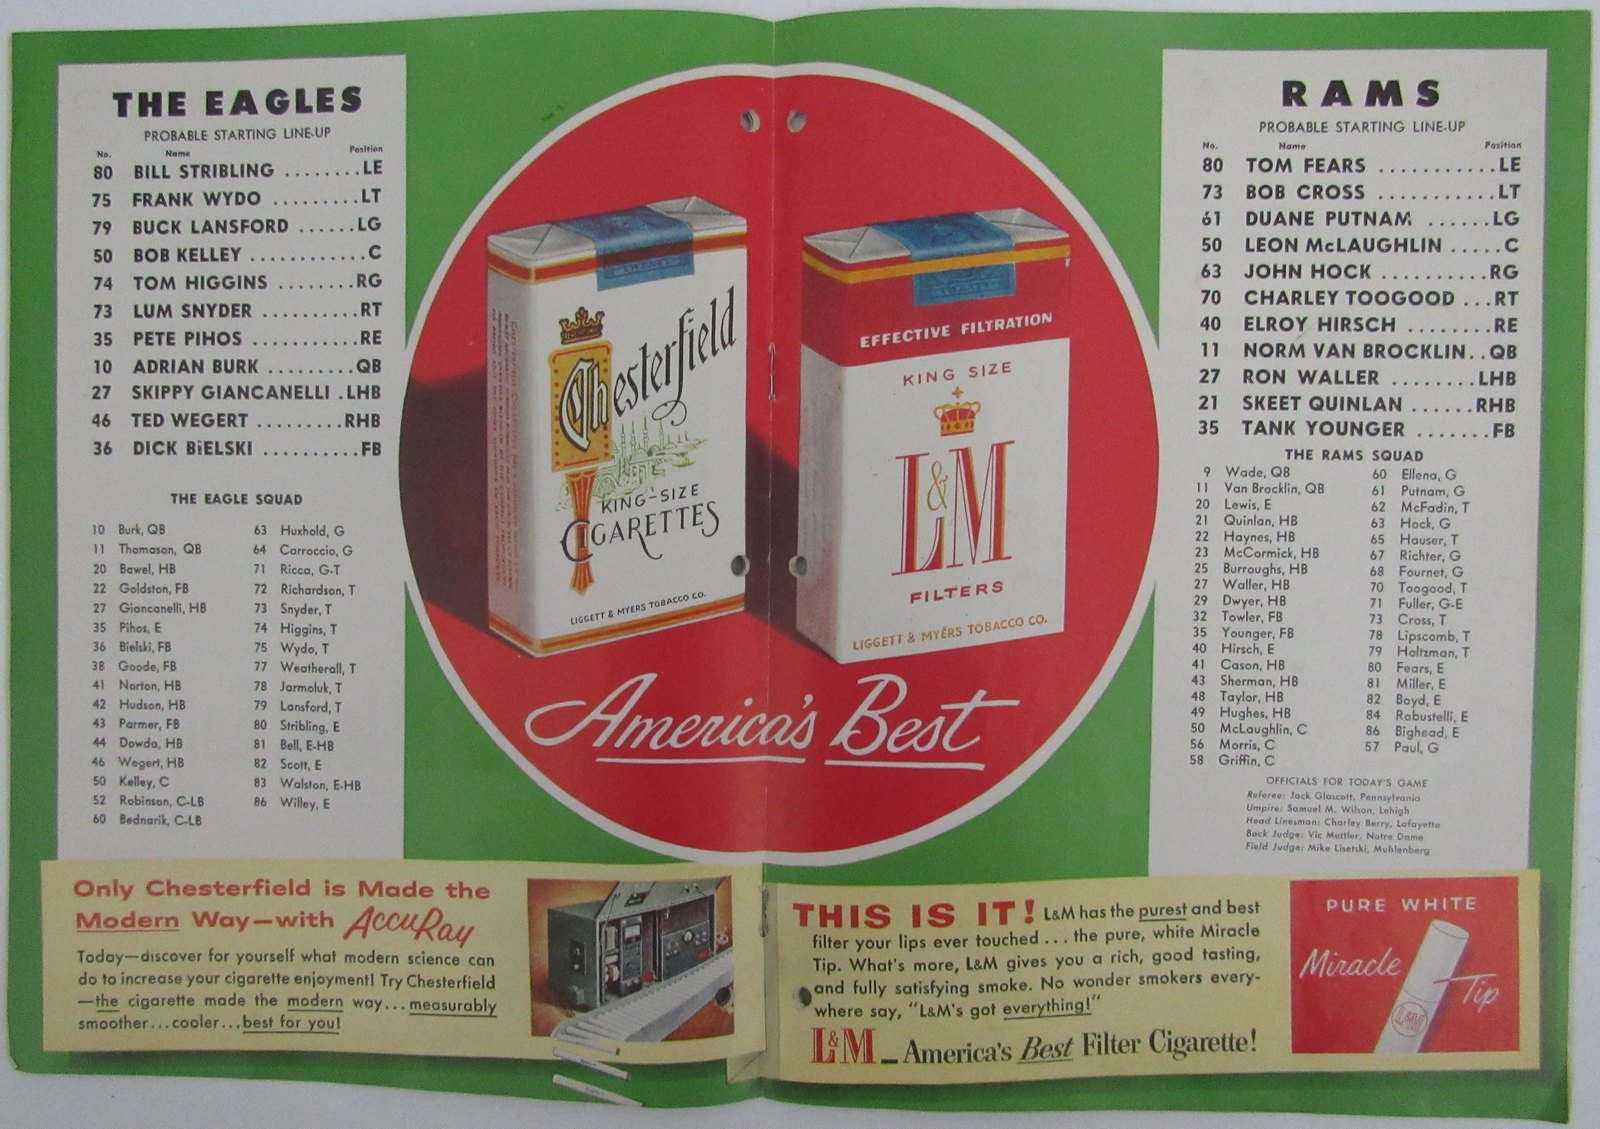 THE EAGLES
PROBABLE STARTING LINE-UP
No. Name Position
80 BILL STRIBLING ........LE
75 FRANK WYDO .........LT
79 BUCK LANSFORD ......LG
50 BOB KELLEY ............C
74 TOM HIGGINS ........RG
73 LUM SNYDER ..........RT
35 PETE PIHOS ...........RE
10 ADRIAN BURK .........QB
27 SKIPPY GIANCANELLI .LHB
46 TED WEGERT .........RHB
36 DICK BiELSKI ..........FB
THE EAGLE SQUAD
10 Burk, QB
11 Thomason, QB
20 Bawel, HB
22 Goldston, FB
27 Giancanelli, HB
35 Pihos, E
36 Bielski, FB
38 Goode, FB
41 Norton, HB
42 Hudson, HB
43 Parmer, FB
44 Dowda, HB
46 Wegert, HB
50 Kelley, C
52 Robinson, C-LB
60 Bednarik, C-LB
63 Huxhold, G
64 Carroccio, G
71 Ricca, G-T
72 Richardson, T
73 Snyder, T
74 Higgins, T
75 Wydo, T
77 Weatherall, T
78 Jarmoluk, T
79 Lansford, T
80 Stribling, E
81 Bell, E-HB
82 Scott, E
83 Walston, E-HB
86 Willey, E
Chesterfield
KING-SIZE
CIGARETTES
LIGGETT & MYERS TOBACCO CO.
EFFECTIVE FILTRATION
KING SIZE
L&M
FILTERS
LIGGETT & MYERS TOBACCO CO.
America's Best
RAMS
PROBABLE STARTING LINE-UP
No. Name Position
80 TOM FEARS ...........LE
73 BOB CROSS ...........LT
61 DUANE PUTNAM ......LG
50 LEON McLAUGHLIN .....C
63 JOHN HOCK ..........RG
70 CHARLEY TOOGOOD ...RT
40 ELROY HIRSCH ........RE
11 NORM VAN BROCKLIN..QB
27 RON WALLER ........LHB
21 SKEET QUINLAN ......RHB
35 TANK YOUNGER .......FB
THE RAMS SQUAD
9 Wade, QB
11 Van Brocklin, QB
20 Lewis, E
21 Quinlan, HB
22 Haynes, HB
23 McCormick, HB
25 Burroughs, HB
27 Waller, HB
29 Dwyer, HB
32 Towler, FB
35 Younger, FB
40 Hirsch, E
41 Cason, HB
43 Sherman, HB
48 Taylor, HB
49 Hughes, HB
50 McLaughlin, C
56 Morris, C
58 Griffin, C
60 Ellena, G
61 Putnam, G
62 McFadin, T
63 Hock, G
65 Hauser, T
67 Richter, G
68 Fournet, G
70 Toogood, T
71 Fuller, G-E
73 Cross, T
78 Lipscomb, T
79 Holtzman, T
80 Fears, E
81 Miller, E
82 Boyd, E
84 Robustelli, E
86 Bighead, E
57 Paul, G
OFFICIALS FOR TODAY'S GAME
Referee: Jack Glascott, Pennsylvania
Umpire: Samuel M. Wilson, Lehigh
Head Linesman: Charley Berry, Lafayette
Back Judge: Vic Mettler, Notre Dame
Field Judge: Mike Lisetski, Muhlenberg
Only Chesterfield is Made the
Modern Way—with AccuRay
Today—discover for yourself what modern science can
do to increase your cigarette enjoyment! Try Chesterfield
—the cigarette made the modern way...measurably
smoother...cooler...best for you!
THIS IS IT! L&M has the purest and best
filter your lips ever touched...the pure, white Miracle
Tip. What's more, L&M gives you a rich, good tasting,
and fully satisfying smoke. No wonder smokers every-
where say, "L&M's got everything!"
L&M — America's Best Filter Cigarette!
PURE WHITE
Miracle
Tip
L&M